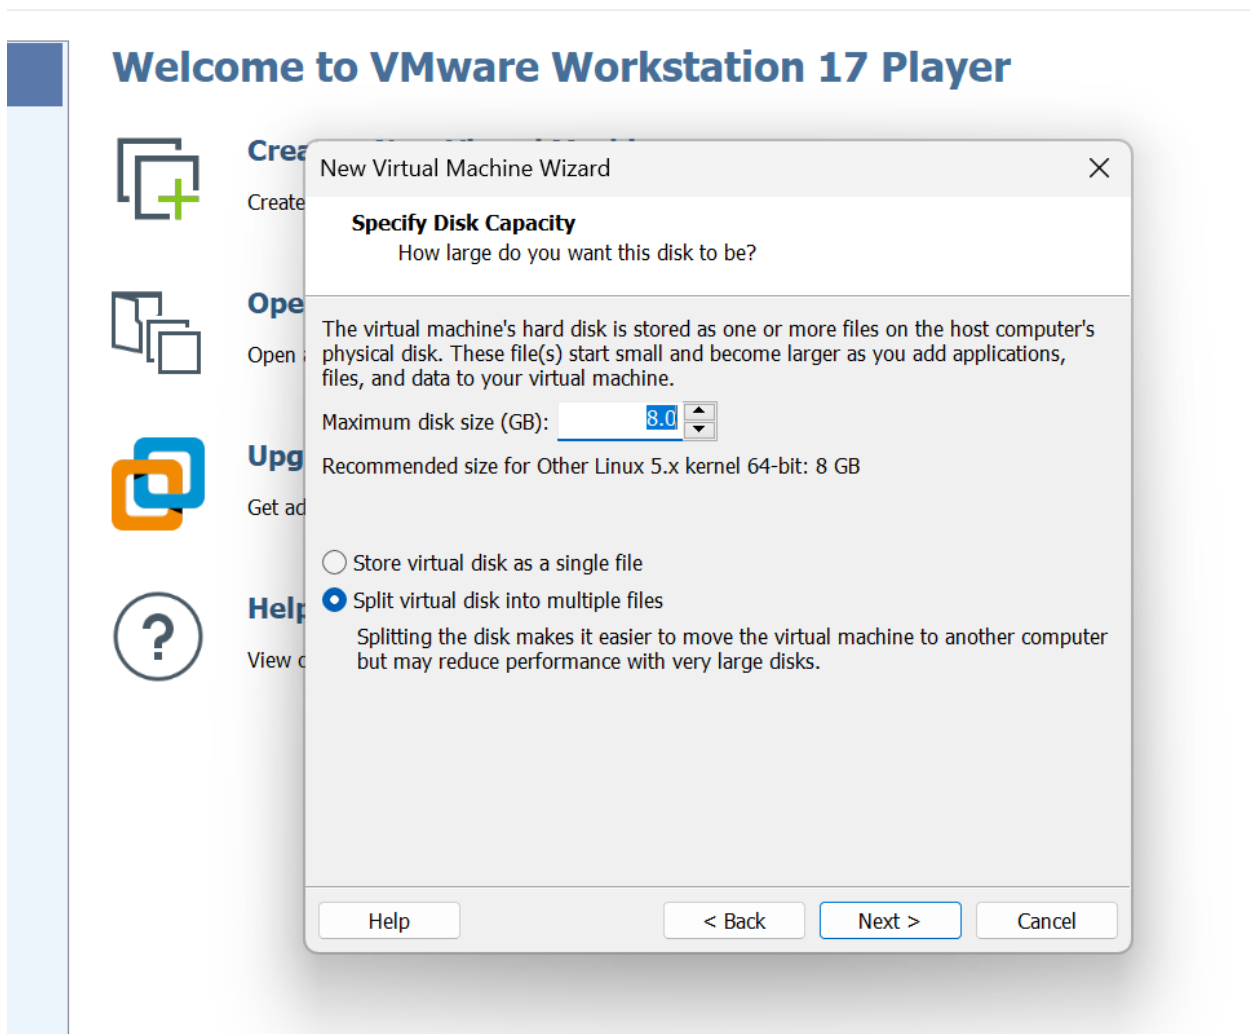 Welcome to VMware Workstation 17 Player
Create
New Virtual Machine Wizard
Specify Disk Capacity
How large do you want this disk to be?
Open
The virtual machine's hard disk is stored as one or more files on the host computer's
physical disk. These file(s) start small and become larger as you add applications,
files, and data to your virtual machine.
Maximum disk size (GB): 8.0
Recommended size for Other Linux 5.x kernel 64-bit: 8 GB
Upg
Get ad
Store virtual disk as a single file
Split virtual disk into multiple files
Splitting the disk makes it easier to move the virtual machine to another computer
but may reduce performance with very large disks.
Help
?
View
Help
< Back
Next >
Cancel